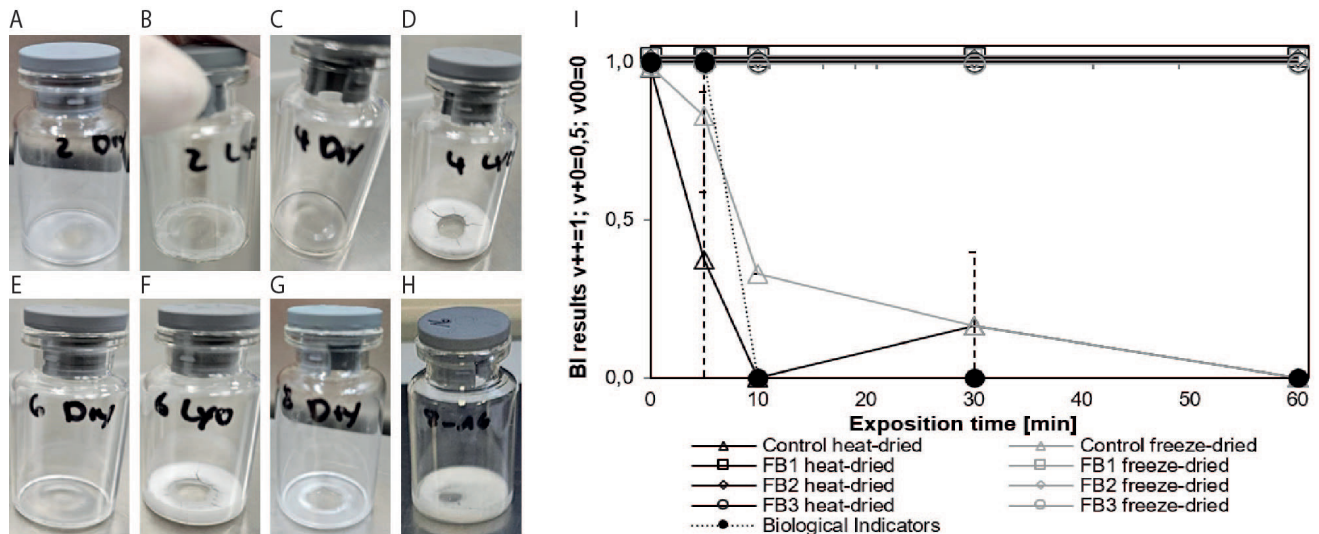 A
B
C
D
I
2 Dry
2 Lyo
4 Dry
4 Lyo
E
F
G
H
6 Dry
6 Lyo
8 Dry
BI results v++=1; v+0=0,5; v00=0
1,0
0,5
0,0
0 10 20 30 40 50 60
Exposition time [min]
Control heat-dried Control freeze-dried
FB1 heat-dried FB1 freeze-dried
FB2 heat-dried FB2 freeze-dried
FB3 heat-dried FB3 freeze-dried
Biological Indicators